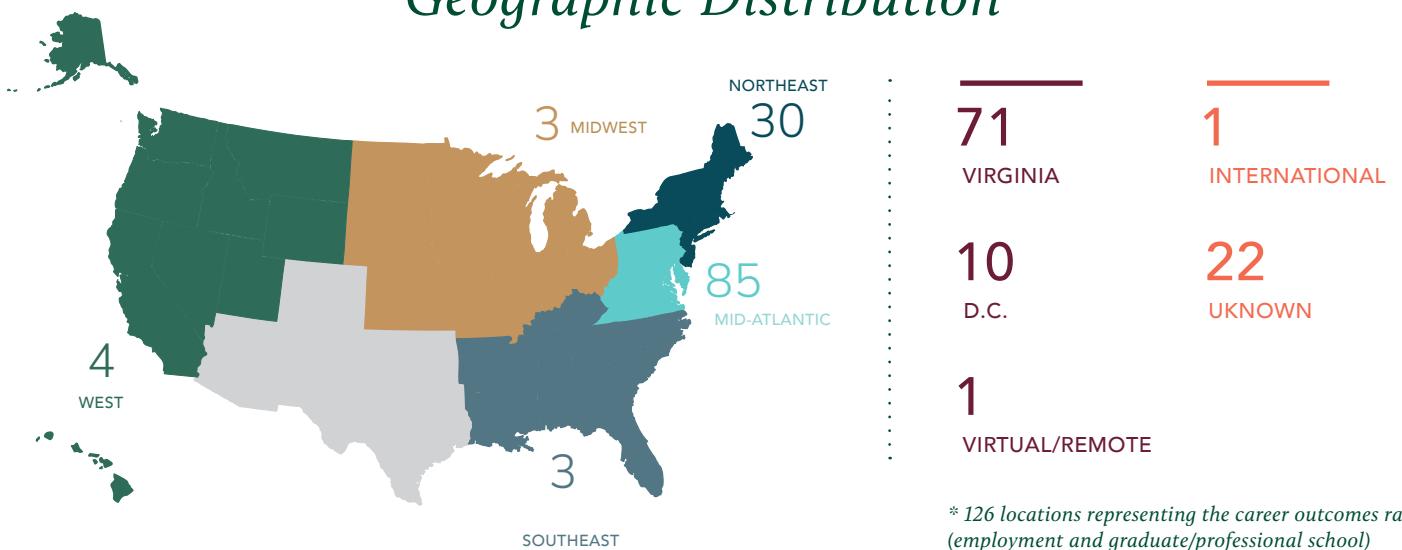 Geographic Distribution
NORTHEAST
30
3 MIDWEST
85
MID-ATLANTIC
4
WEST
3
SOUTHEAST
71
VIRGINIA
1
INTERNATIONAL
10
D.C.
22
UKNOWN
1
VIRTUAL/REMOTE
* 126 locations representing the career outcomes ra
(employment and graduate/professional school)